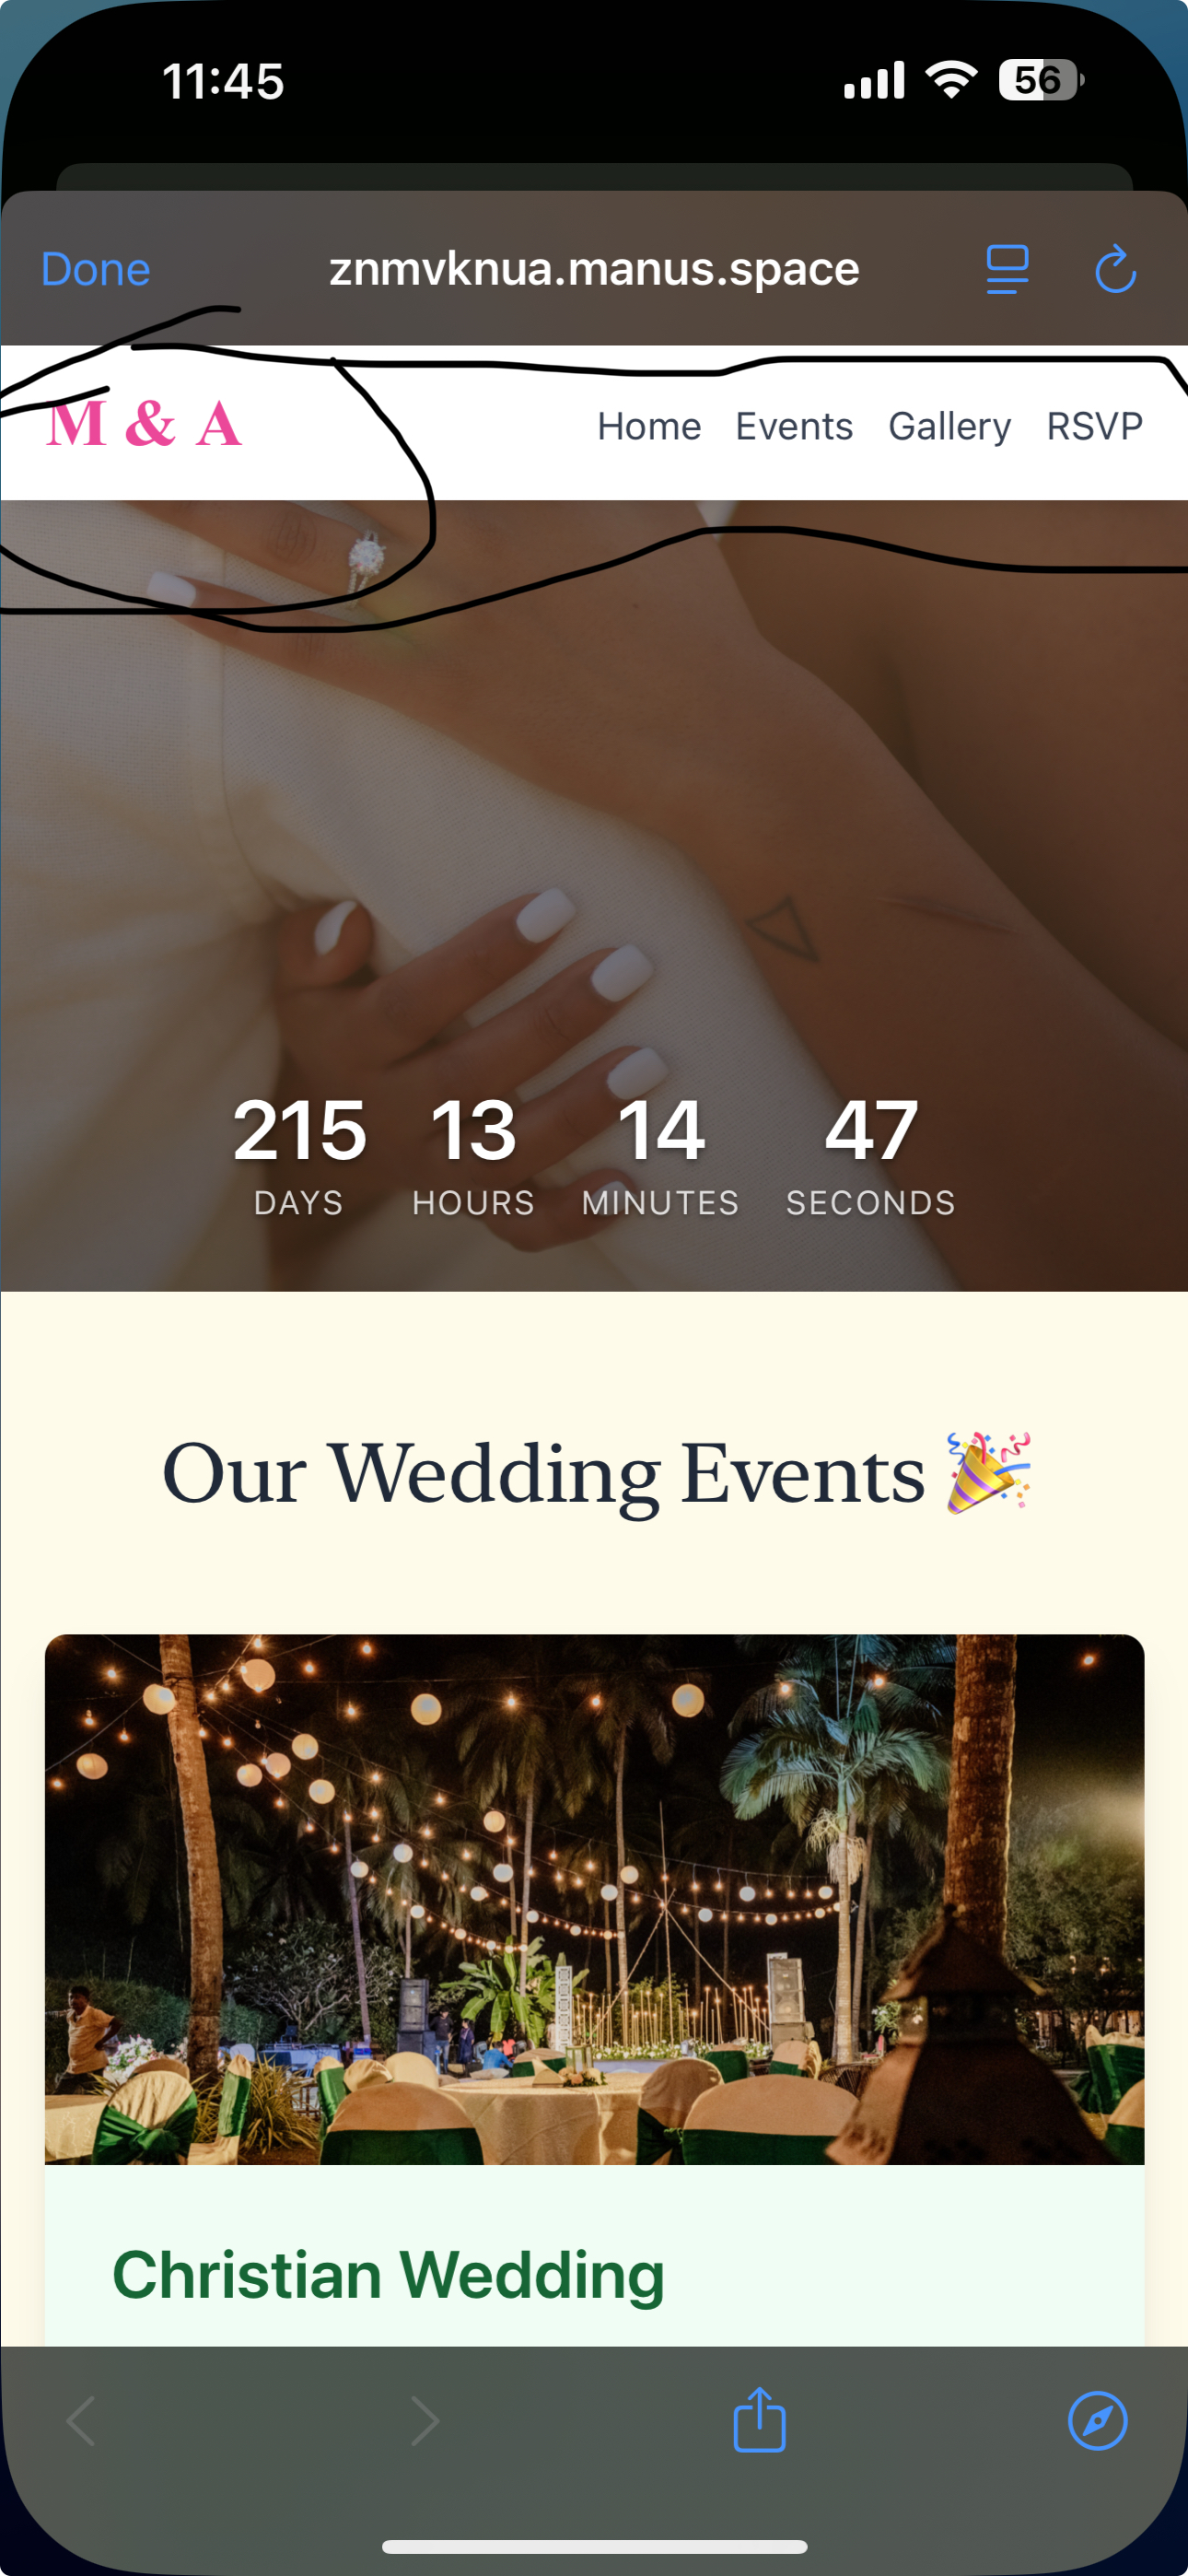 11:45 56
Done znmvknua.manus.space
M & A Home Events Gallery RSVP
215 13 14 47
DAYS HOURS MINUTES SECONDS
Our Wedding Events 🎉
Christian Wedding